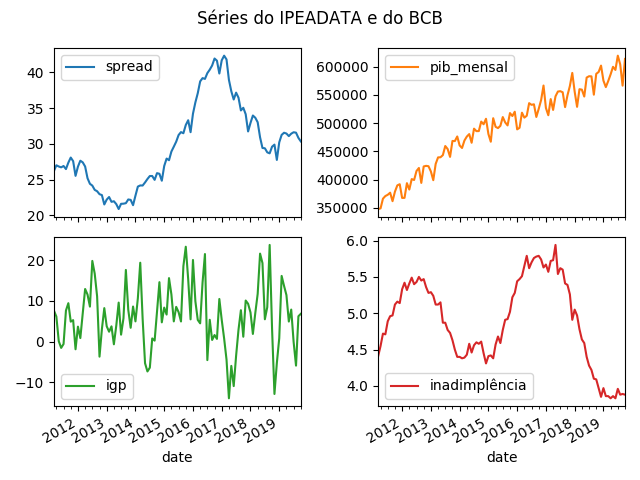 Séries do IPEADATA e do BCB
spread
40
35
30
25
20
pib_mensal
600000
550000
500000
450000
400000
350000
igp
20
10
0
−10
2012 2013 2014 2015 2016 2017 2018 2019
date
inadimplência
6.0
5.5
5.0
4.5
4.0
2012 2013 2014 2015 2016 2017 2018 2019
date